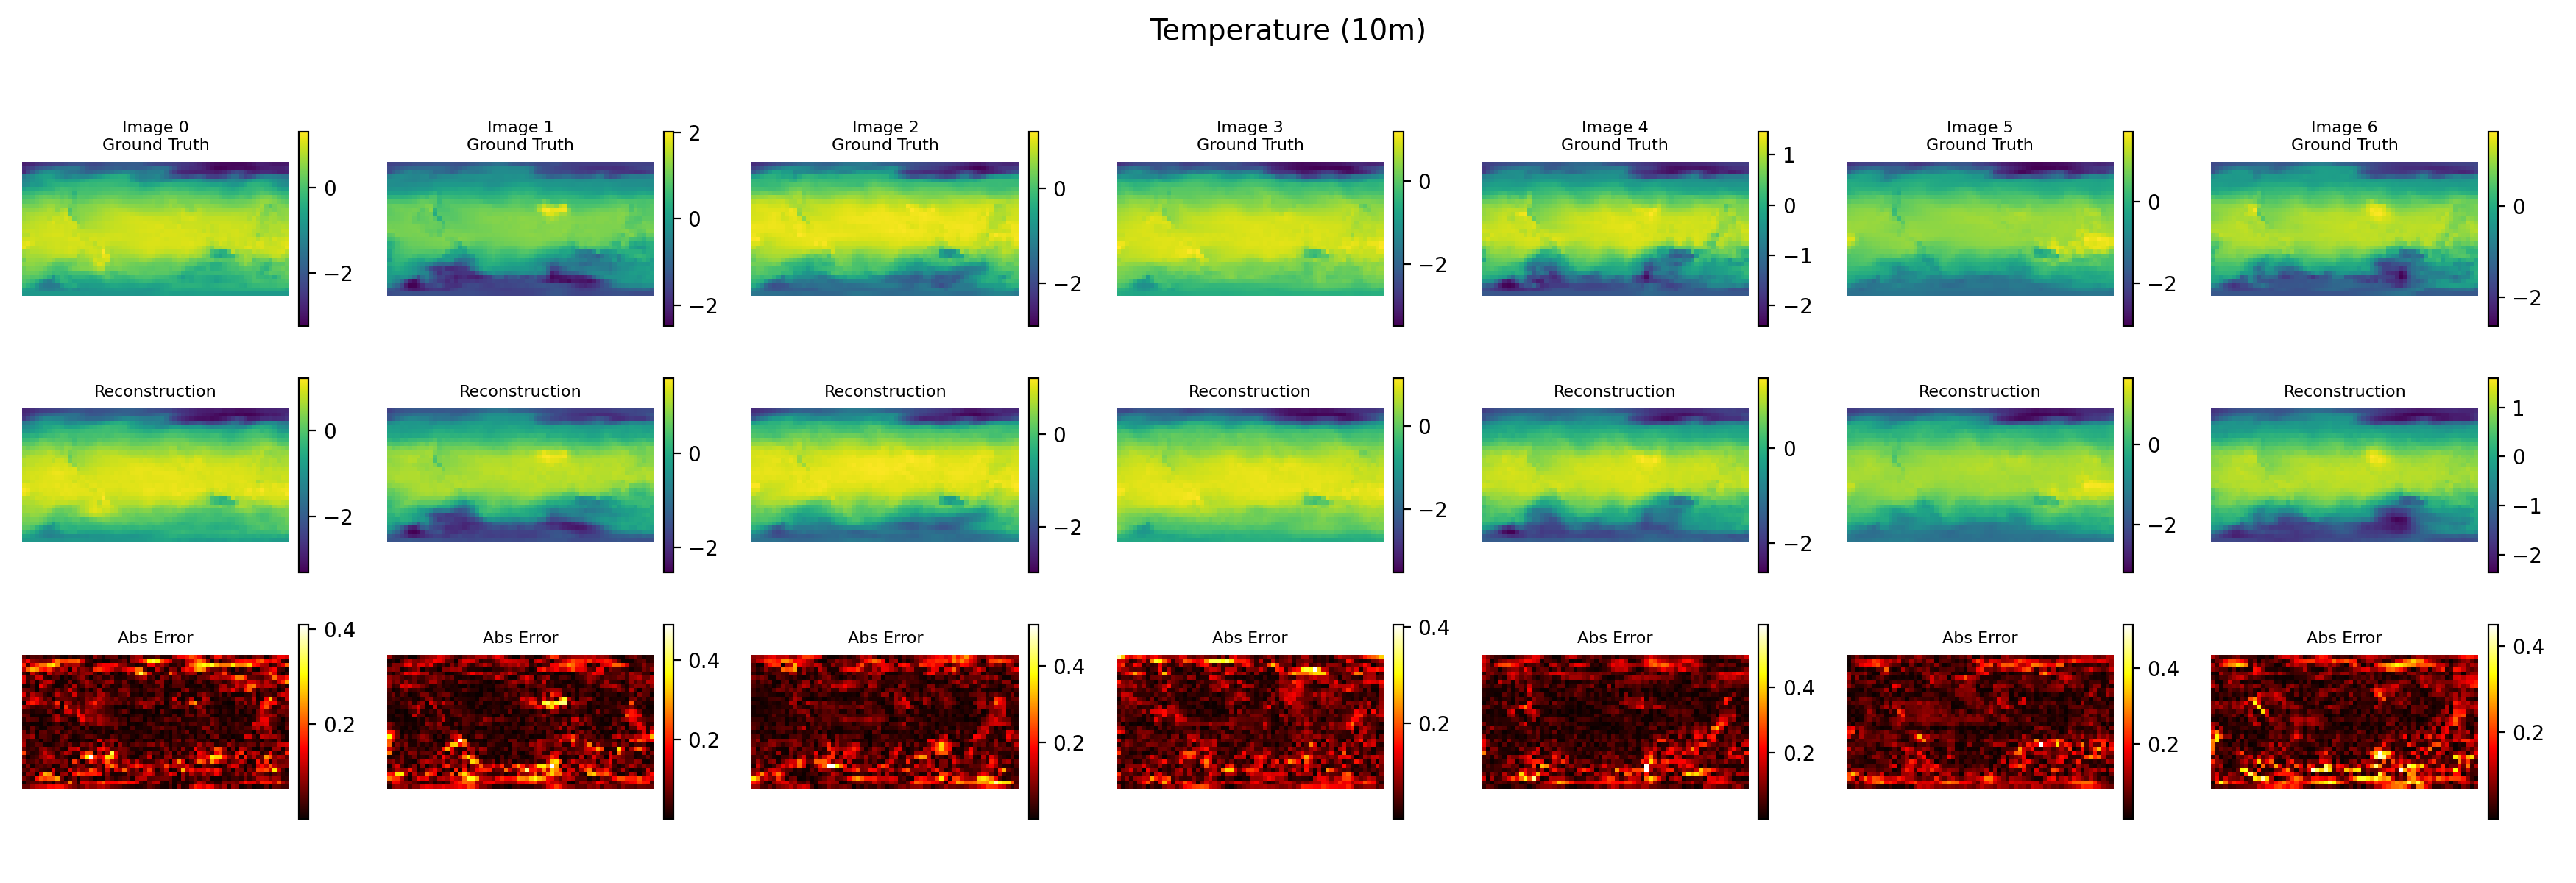 Temperature (10m)
Image 0
Ground Truth
0
−2
Image 1
Ground Truth
2
0
−2
Image 2
Ground Truth
0
−2
Image 3
Ground Truth
0
−2
Image 4
Ground Truth
1
0
−1
−2
Image 5
Ground Truth
0
−2
Image 6
Ground Truth
0
−2
Reconstruction
0
−2
Reconstruction
0
−2
Reconstruction
0
−2
Reconstruction
0
−2
Reconstruction
0
−2
Reconstruction
0
−2
Reconstruction
1
0
−1
−2
Abs Error
0.4
0.2
Abs Error
0.4
0.2
Abs Error
0.4
0.2
Abs Error
0.4
0.2
Abs Error
0.4
0.2
Abs Error
0.4
0.2
Abs Error
0.4
0.2